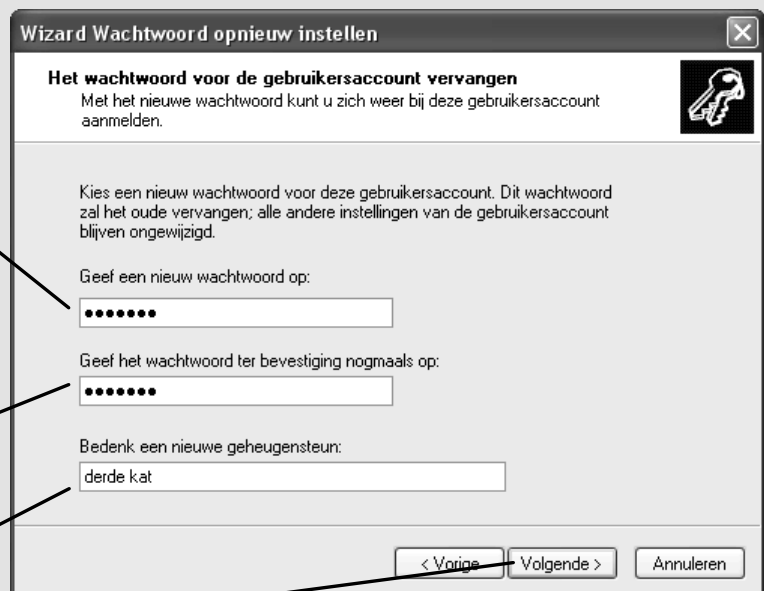 Wizard Wachtwoord opnieuw instellen
Het wachtwoord voor de gebruikersaccount vervangen
Met het nieuwe wachtwoord kunt u zich weer bij deze gebruikersaccount
aanmelden.
Kies een nieuw wachtwoord voor deze gebruikersaccount. Dit wachtwoord
zal het oude vervangen; alle andere instellingen van de gebruikersaccount
blijven ongewijzigd.
Geef een nieuw wachtwoord op:
•••••••
Geef het wachtwoord ter bevestiging nogmaals op:
•••••••
Bedenk een nieuwe geheugensteun:
derde kat
< Vorige Volgende > Annuleren